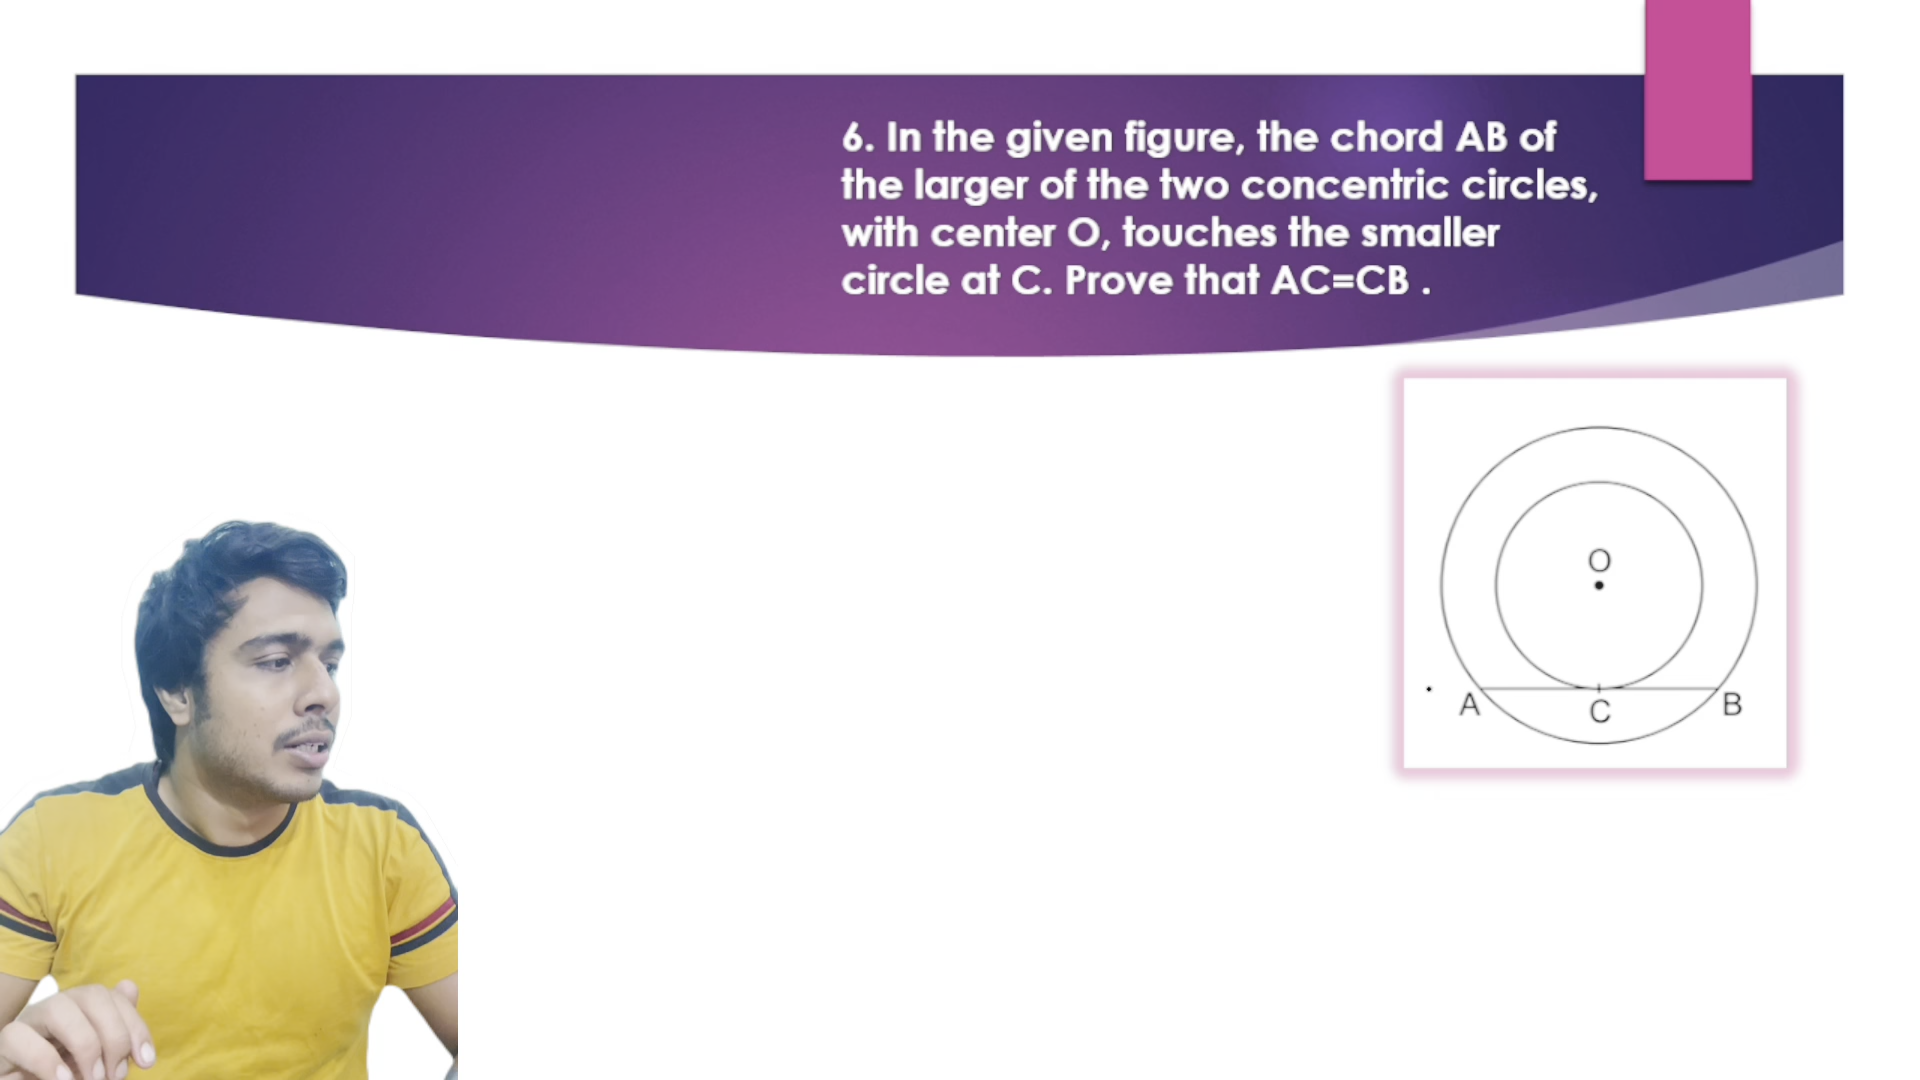 6. In the given figure, the chord AB of
the larger of the two concentric circles,
with center O, touches the smaller
circle at C. Prove that AC=CB .
O
A
C
B